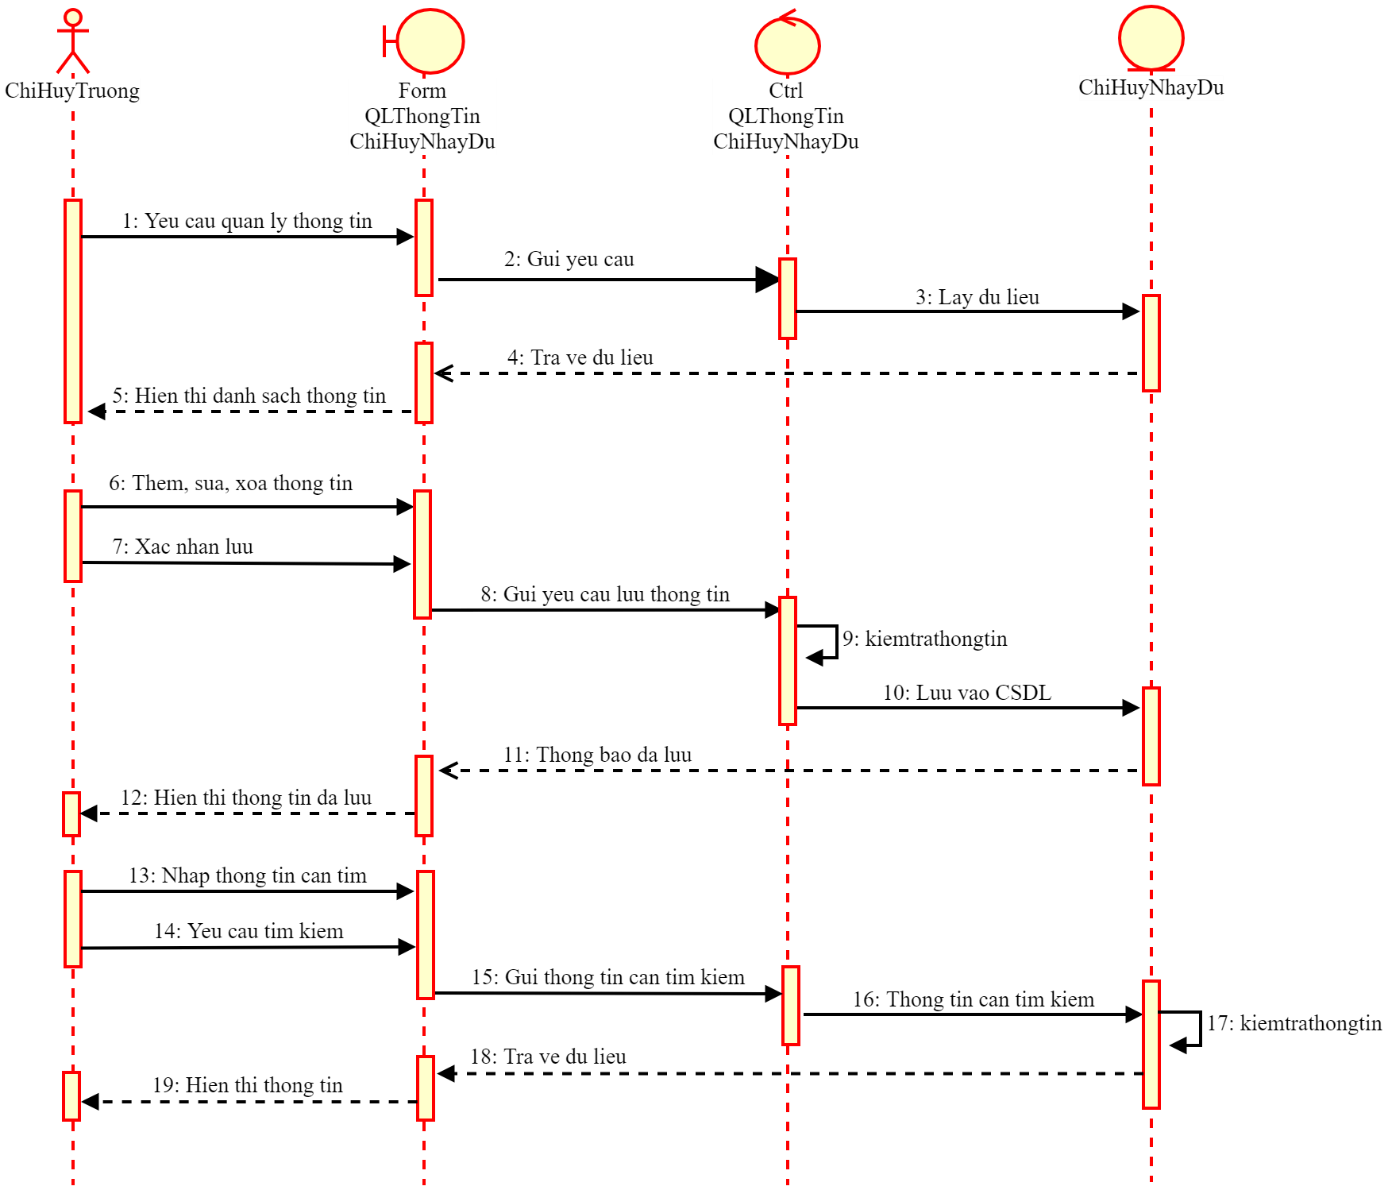 ChiHuyTruong
Form
QLThongTin
ChiHuyNhayDu
Ctrl
QLThongTin
ChiHuyNhayDu
ChiHuyNhayDu
1: Yeu cau quan ly thong tin
2: Gui yeu cau
3: Lay du lieu
4: Tra ve du lieu
5: Hien thi danh sach thong tin
6: Them, sua, xoa thong tin
7: Xac nhan luu
8: Gui yeu cau luu thong tin
9: kiemtrathongtin
10: Luu vao CSDL
11: Thong bao da luu
12: Hien thi thong tin da luu
13: Nhap thong tin can tim
14: Yeu cau tim kiem
15: Gui thong tin can tim kiem
16: Thong tin can tim kiem
17: kiemtrathongtin
18: Tra ve du lieu
19: Hien thi thong tin